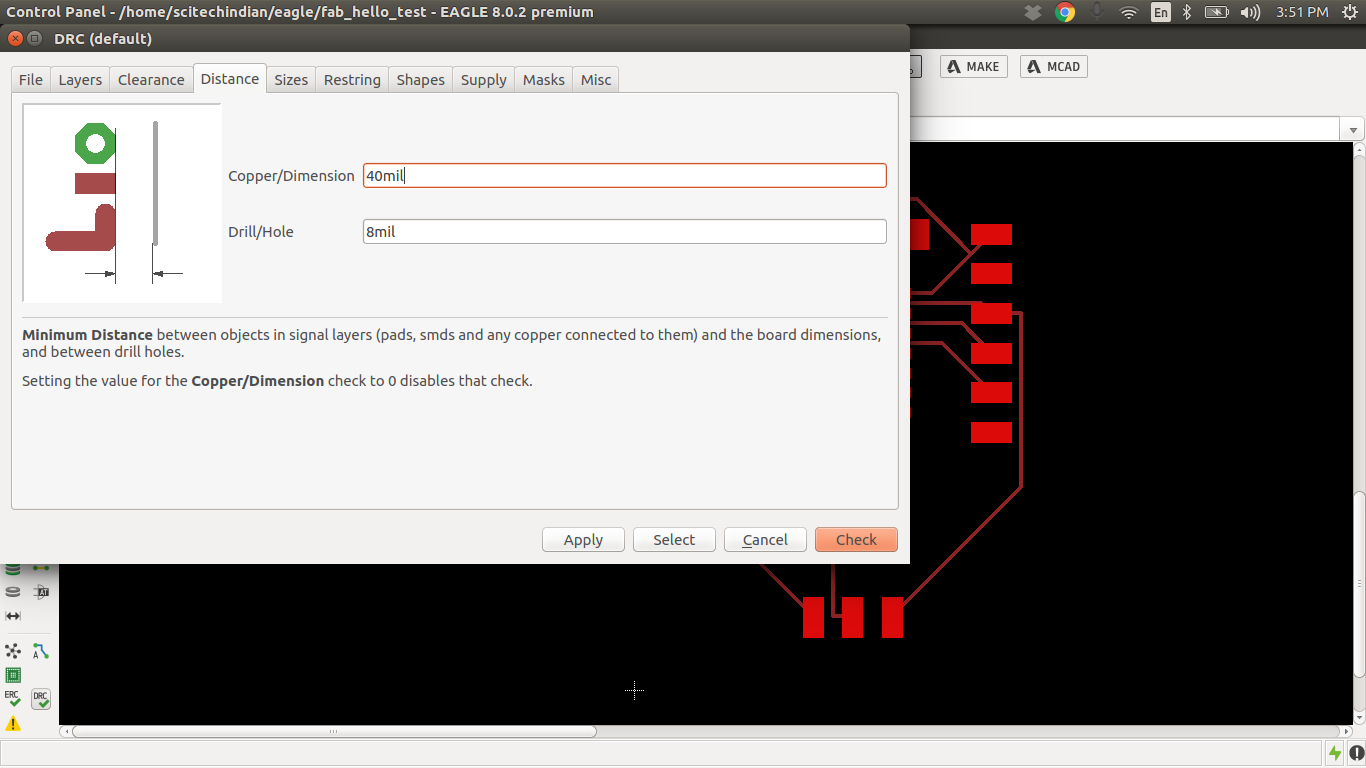 Control Panel - /home/scitechindian/eagle/fab_hello_test - EAGLE 8.0.2 premium
En
3:51 PM
DRC (default)
File
Layers
Clearance
Distance
Sizes
Restring
Shapes
Supply
Masks
Misc
MAKE
MCAD
Copper/Dimension
40mil
Drill/Hole
8mil
Minimum Distance between objects in signal layers (pads, smds and any copper connected to them) and the board dimensions,
and between drill holes.
Setting the value for the Copper/Dimension check to 0 disables that check.
Apply
Select
Cancel
Check
AT
A
ERC
DRC